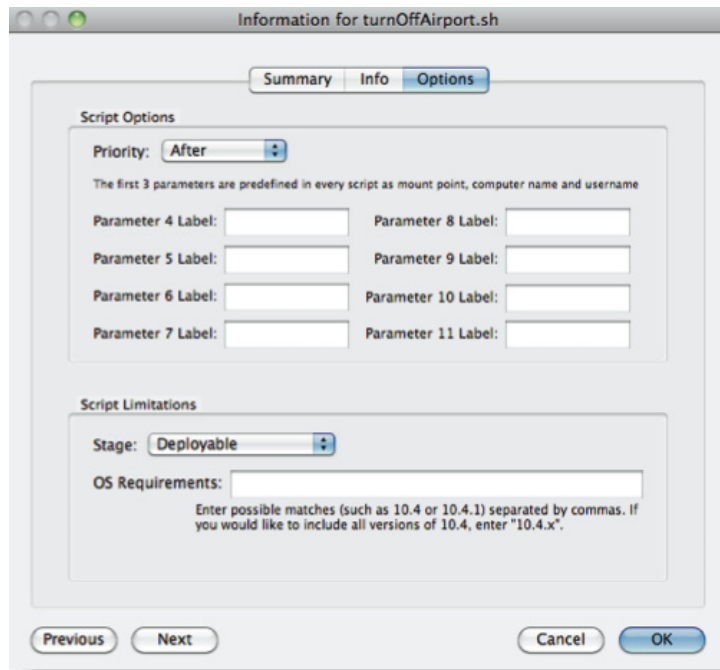 Information for turnOffAirport.sh
Summary Info Options
Script Options
Priority: After
The first 3 parameters are predefined in every script as mount point, computer name and username
Parameter 4 Label: Parameter 8 Label:
Parameter 5 Label: Parameter 9 Label:
Parameter 6 Label: Parameter 10 Label:
Parameter 7 Label: Parameter 11 Label:
Script Limitations
Stage: Deployable
OS Requirements:
Enter possible matches (such as 10.4 or 10.4.1) separated by commas. If
you would like to include all versions of 10.4, enter "10.4.x".
Previous Next Cancel OK